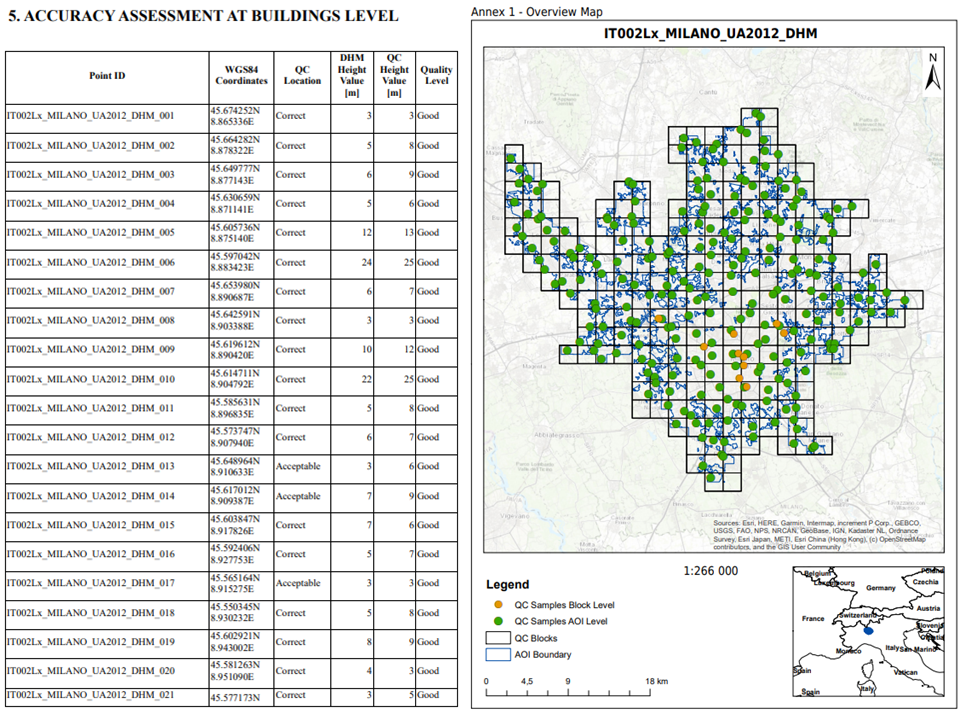 5. ACCURACY ASSESSMENT AT BUILDINGS LEVEL
Point ID
WGS84
Coordinates
QC
Location
DHM
Height
Value
[m]
QC
Height
Value
[m]
Quality
Level
IT002Lx_MILANO_UA2012_DHM_001 45.674252N 8.865336E Correct 3 3 Good
IT002Lx_MILANO_UA2012_DHM_002 45.664282N 8.878322E Correct 5 8 Good
IT002Lx_MILANO_UA2012_DHM_003 45.649777N 8.877143E Correct 6 9 Good
IT002Lx_MILANO_UA2012_DHM_004 45.630659N 8.871141E Correct 5 6 Good
IT002Lx_MILANO_UA2012_DHM_005 45.605736N 8.875140E Correct 12 13 Good
IT002Lx_MILANO_UA2012_DHM_006 45.597042N 8.883423E Correct 24 25 Good
IT002Lx_MILANO_UA2012_DHM_007 45.653980N 8.890687E Correct 6 7 Good
IT002Lx_MILANO_UA2012_DHM_008 45.642591N 8.903388E Correct 3 3 Good
IT002Lx_MILANO_UA2012_DHM_009 45.619612N 8.890420E Correct 10 12 Good
IT002Lx_MILANO_UA2012_DHM_010 45.614711N 8.904792E Correct 22 25 Good
IT002Lx_MILANO_UA2012_DHM_011 45.585631N 8.896835E Correct 5 8 Good
IT002Lx_MILANO_UA2012_DHM_012 45.573747N 8.907940E Correct 6 7 Good
IT002Lx_MILANO_UA2012_DHM_013 45.648964N 8.910633E Acceptable 3 6 Good
IT002Lx_MILANO_UA2012_DHM_014 45.617012N 8.909387E Acceptable 7 9 Good
IT002Lx_MILANO_UA2012_DHM_015 45.603847N 8.917826E Correct 7 6 Good
IT002Lx_MILANO_UA2012_DHM_016 45.592406N 8.927753E Correct 5 7 Good
IT002Lx_MILANO_UA2012_DHM_017 45.565164N 8.915275E Acceptable 3 3 Good
IT002Lx_MILANO_UA2012_DHM_018 45.550345N 8.930232E Correct 5 8 Good
IT002Lx_MILANO_UA2012_DHM_019 45.602921N 8.943002E Correct 8 9 Good
IT002Lx_MILANO_UA2012_DHM_020 45.581263N 8.951090E Correct 4 3 Good
IT002Lx_MILANO_UA2012_DHM_021 45.577173N Correct 3 5 Good
Annex 1 - Overview Map
IT002Lx_MILANO_UA2012_DHM
N
Cantù
Magenta
Abbiategrasso
Vigevano
Sources: Esri, HERE, Garmin, Intermap, increment P Corp., GEBCO,
USGS, FAO, NPS, NRCAN, GeoBase, IGN, Kadaster NL, Ordnance
Survey, Esri Japan, METI, Esri China (Hong Kong), (c) OpenStreetMap
contributors, and the GIS User Community
1:266 000
Legend
QC Samples Block Level
QC Samples AOI Level
QC Blocks
AOI Boundary
0 4,5 9 18 km
Belgium
Luxembourg
Germany
Czechia
France
Switzerland
Austria
Slovenia
Croatia
Monaco
Italy
San Marino
Spain
Vatican
Spain
Italy